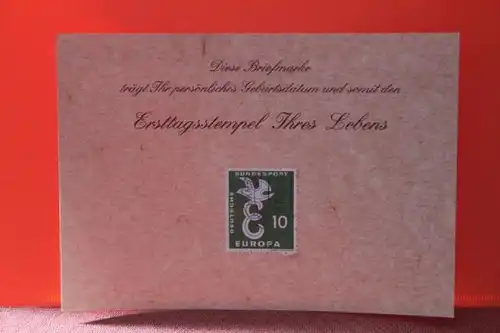 Diese Briefmarke
trägt Ihr persönliches Geburtsdatum und somit den
Ersttagsstempel Ihres Lebens
DEUTSCHE
BUNDESPOST
10
EUROPA